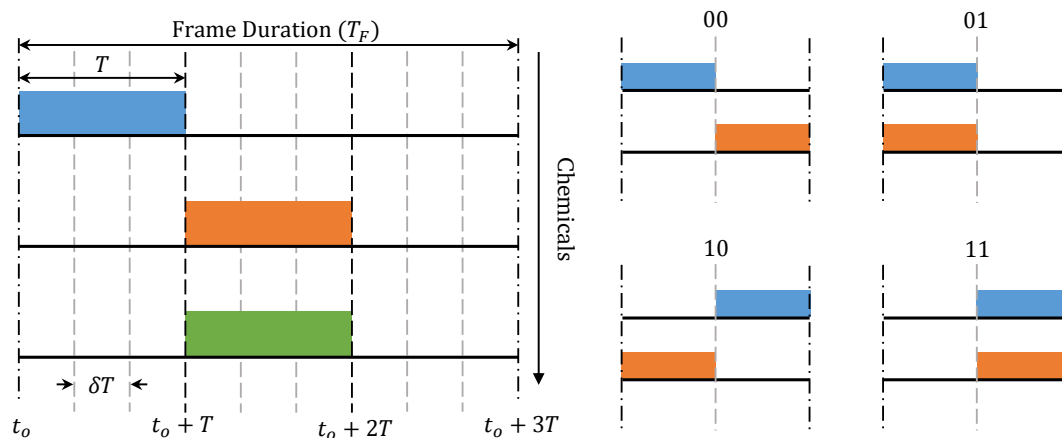 Frame Duration (T_F)
T
Chemicals
δT
t_o
t_o + T
t_o + 2T
t_o + 3T
00
01
10
11